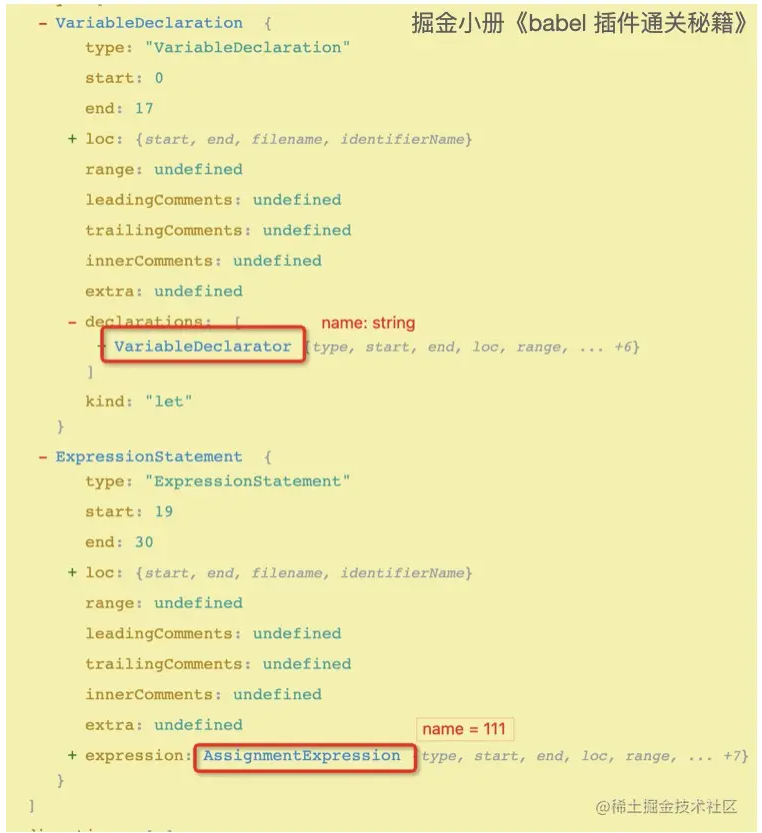 - VariableDeclaration { 掘金小册《babel 插件通关秘籍》
type: "VariableDeclaration"
start: 0
end: 17
+ loc: {start, end, filename, identifierName}
range: undefined
leadingComments: undefined
trailingComments: undefined
innerComments: undefined
extra: undefined
- declarations: [ name: string
VariableDeclarator {type, start, end, loc, range, ... +6}
]
kind: "let"
}
- ExpressionStatement {
type: "ExpressionStatement"
start: 19
end: 30
+ loc: {start, end, filename, identifierName}
range: undefined
leadingComments: undefined
trailingComments: undefined
innerComments: undefined
extra: undefined
name = 111
+ expression: AssignmentExpression {type, start, end, loc, range, ... +7}
}
]
@稀土掘金技术社区